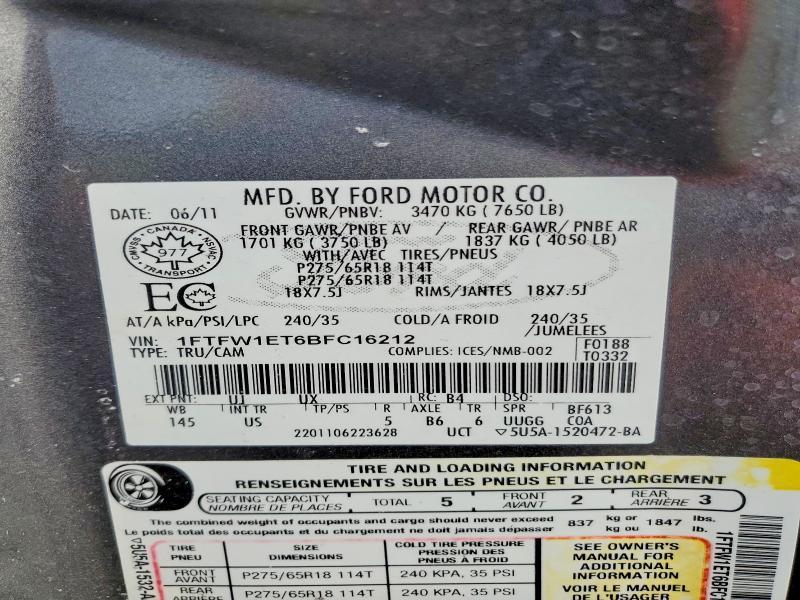 MFD. BY FORD MOTOR CO.
DATE: 06/11 GVWR/PNBV: 3470 KG ( 7650 LB)
FRONT GAWR/PNBE AV / REAR GAWR/ PNBE AR
1701 KG ( 3750 LB) 1837 KG ( 4050 LB)
WITH/AVEC TIRES/PNEUS
P275/65R18 114T
P275/65R18 114T
18X7.5J RIMS/JANTES 18X7.5J
CANADA
CMVSS NSVAC
977
TRANSPORT
EC
AT/A kPa/PSI/LPC 240/35 COLD/A FROID 240/35
/JUMELEES
VIN: 1FTFW1ET6BFC16212
TYPE: TRU/CAM COMPLIES: ICES/NMB-002
F0188
T0332
EXT PNT: UJ UX RC: B4 DSO:
WB INT TR TP/PS R AXLE TR SPR BF613
145 US 5 B6 6 UUGG COA
2201106223628 UCT ▽5U5A-1520472-BA
TIRE AND LOADING INFORMATION
RENSEIGNEMENTS SUR LES PNEUS ET LE CHARGEMENT
SEATING CAPACITY
NOMBRE DE PLACES
TOTAL 5
FRONT
AVANT 2
REAR
ARRIÈRE 3
The combined weight of occupants and cargo should never exceed 837 kg or 1847 lbs.
Le poids total des occupants et du chargement ne doit jamais dépasser kg ou lb.
TIRE
PNEU
SIZE
DIMENSIONS
COLD TIRE PRESSURE
PRESSION DES
PNEUS À FROID
FRONT
AVANT
P275/65R18 114T 240 KPA, 35 PSI
REAR
ARRIÈRE
P275/65R18 114T 240 KPA, 35 PSI
SEE OWNER'S
MANUAL FOR
ADDITIONAL
INFORMATION
VOIR LE MANUEL
DE L'USAGER